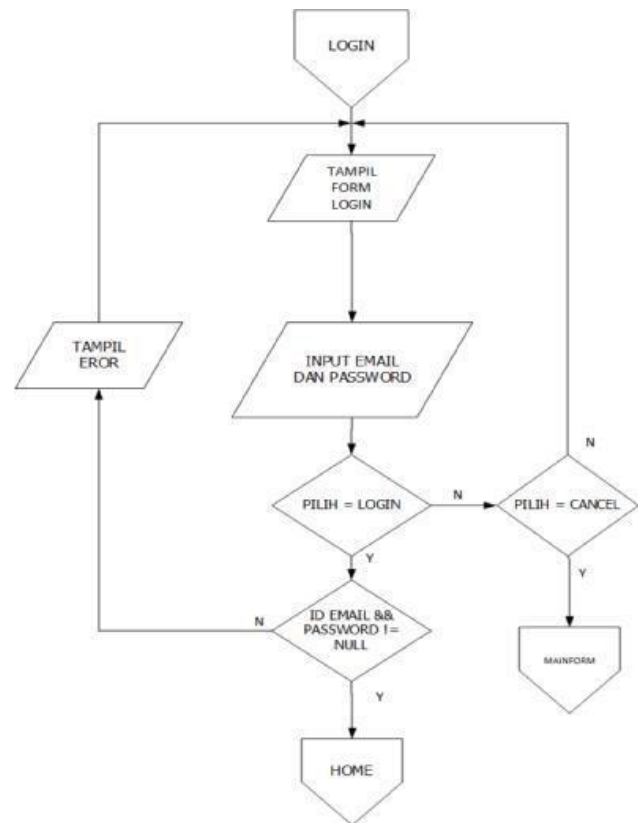 LOGIN
TAMPIL
FORM
LOGIN
TAMPIL
EROR
INPUT EMAIL
DAN PASSWORD
N
PILIH = LOGIN
N
PILIH = CANCEL
Y
Y
N
ID EMAIL &&
PASSWORD !=
NULL
MAINFORM
Y
HOME